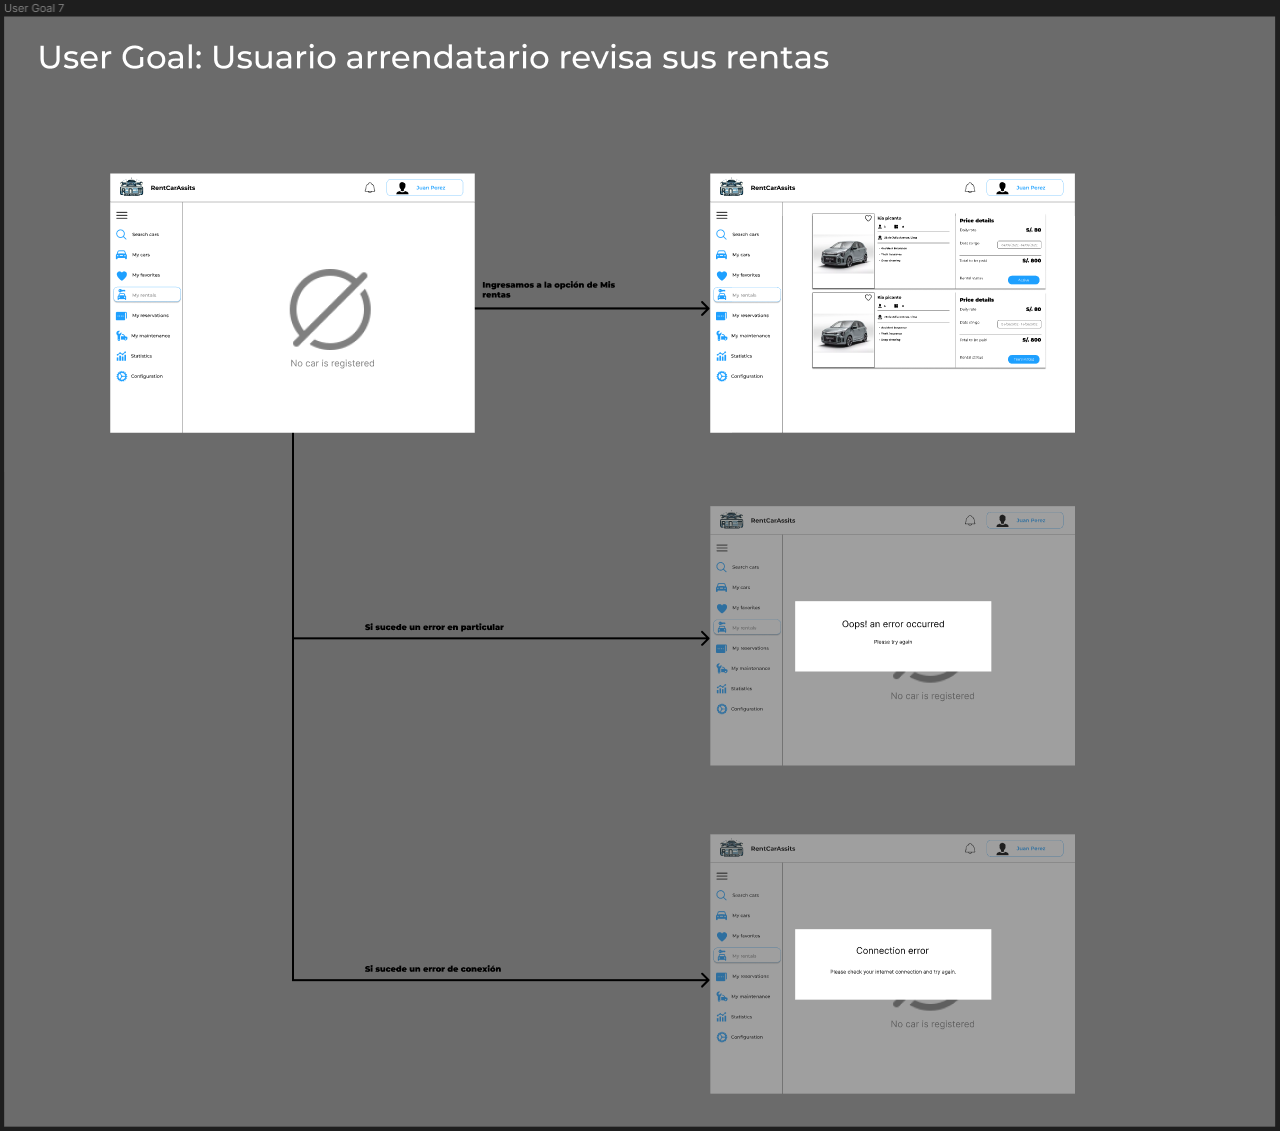 User Goal 7
User Goal: Usuario arrendatario revisa sus rentas
RentCarAssits
Juan Perez
Search cars
My cars
My favorites
My rentals
My reservations
My maintenance
Statistics
Configuration
No car is registered
Ingresamos a la opción de Mis
rentas
RentCarAssits
Juan Perez
Search cars
My cars
My favorites
My rentals
My reservations
My maintenance
Statistics
Configuration
Kia picanto
Price details
Daily rate
S/. 80
Total to be paid
S/. 800
Rental status
Kia picanto
Price details
Daily rate
S/. 80
Total to be paid
S/. 800
Rental status
Si sucede un error en particular
RentCarAssits
Juan Perez
Search cars
My cars
My favorites
My rentals
My reservations
My maintenance
Statistics
Configuration
Oops! an error occurred
Please try again
No car is registered
Si sucede un error de conexión
RentCarAssits
Juan Perez
Search cars
My cars
My favorites
My rentals
My reservations
My maintenance
Statistics
Configuration
Connection error
Please check your internet connection and try again.
No car is registered